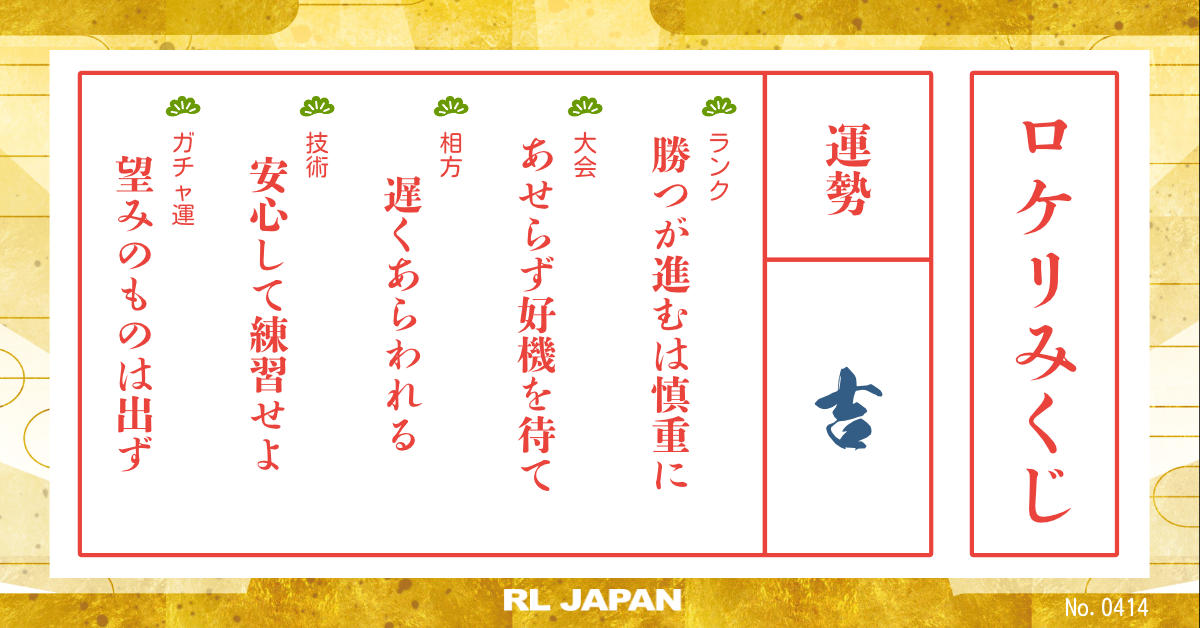 ロケリみくじ
運勢
吉
ランク
勝つが進むは慎重に
大会
あせらず好機を待て
相方
遅くあらわれる
技術
安心して練習せよ
ガチャ運
望みのものは出ず
RL JAPAN
No. 0414